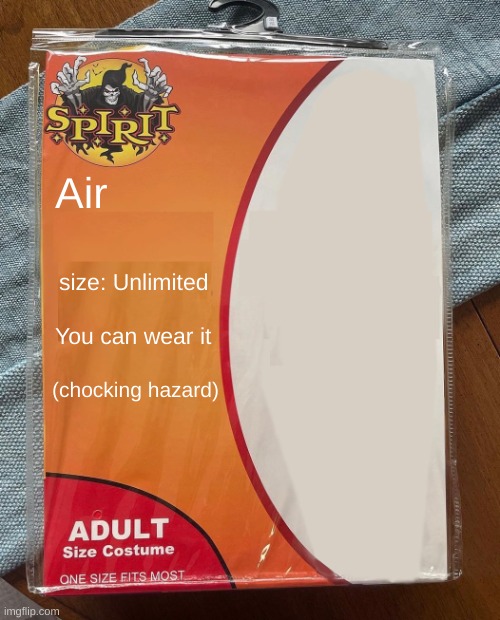 SPIRIT
Air
size: Unlimited
You can wear it
(chocking hazard)
ADULT
Size Costume
ONE SIZE FITS MOST
imgflip.com